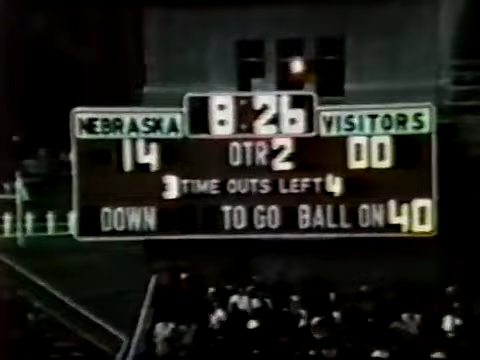 8:26
NEBRASKA VISITORS
14 QTR 2 00
3 TIME OUTS LEFT 4
DOWN TO GO BALL ON 40